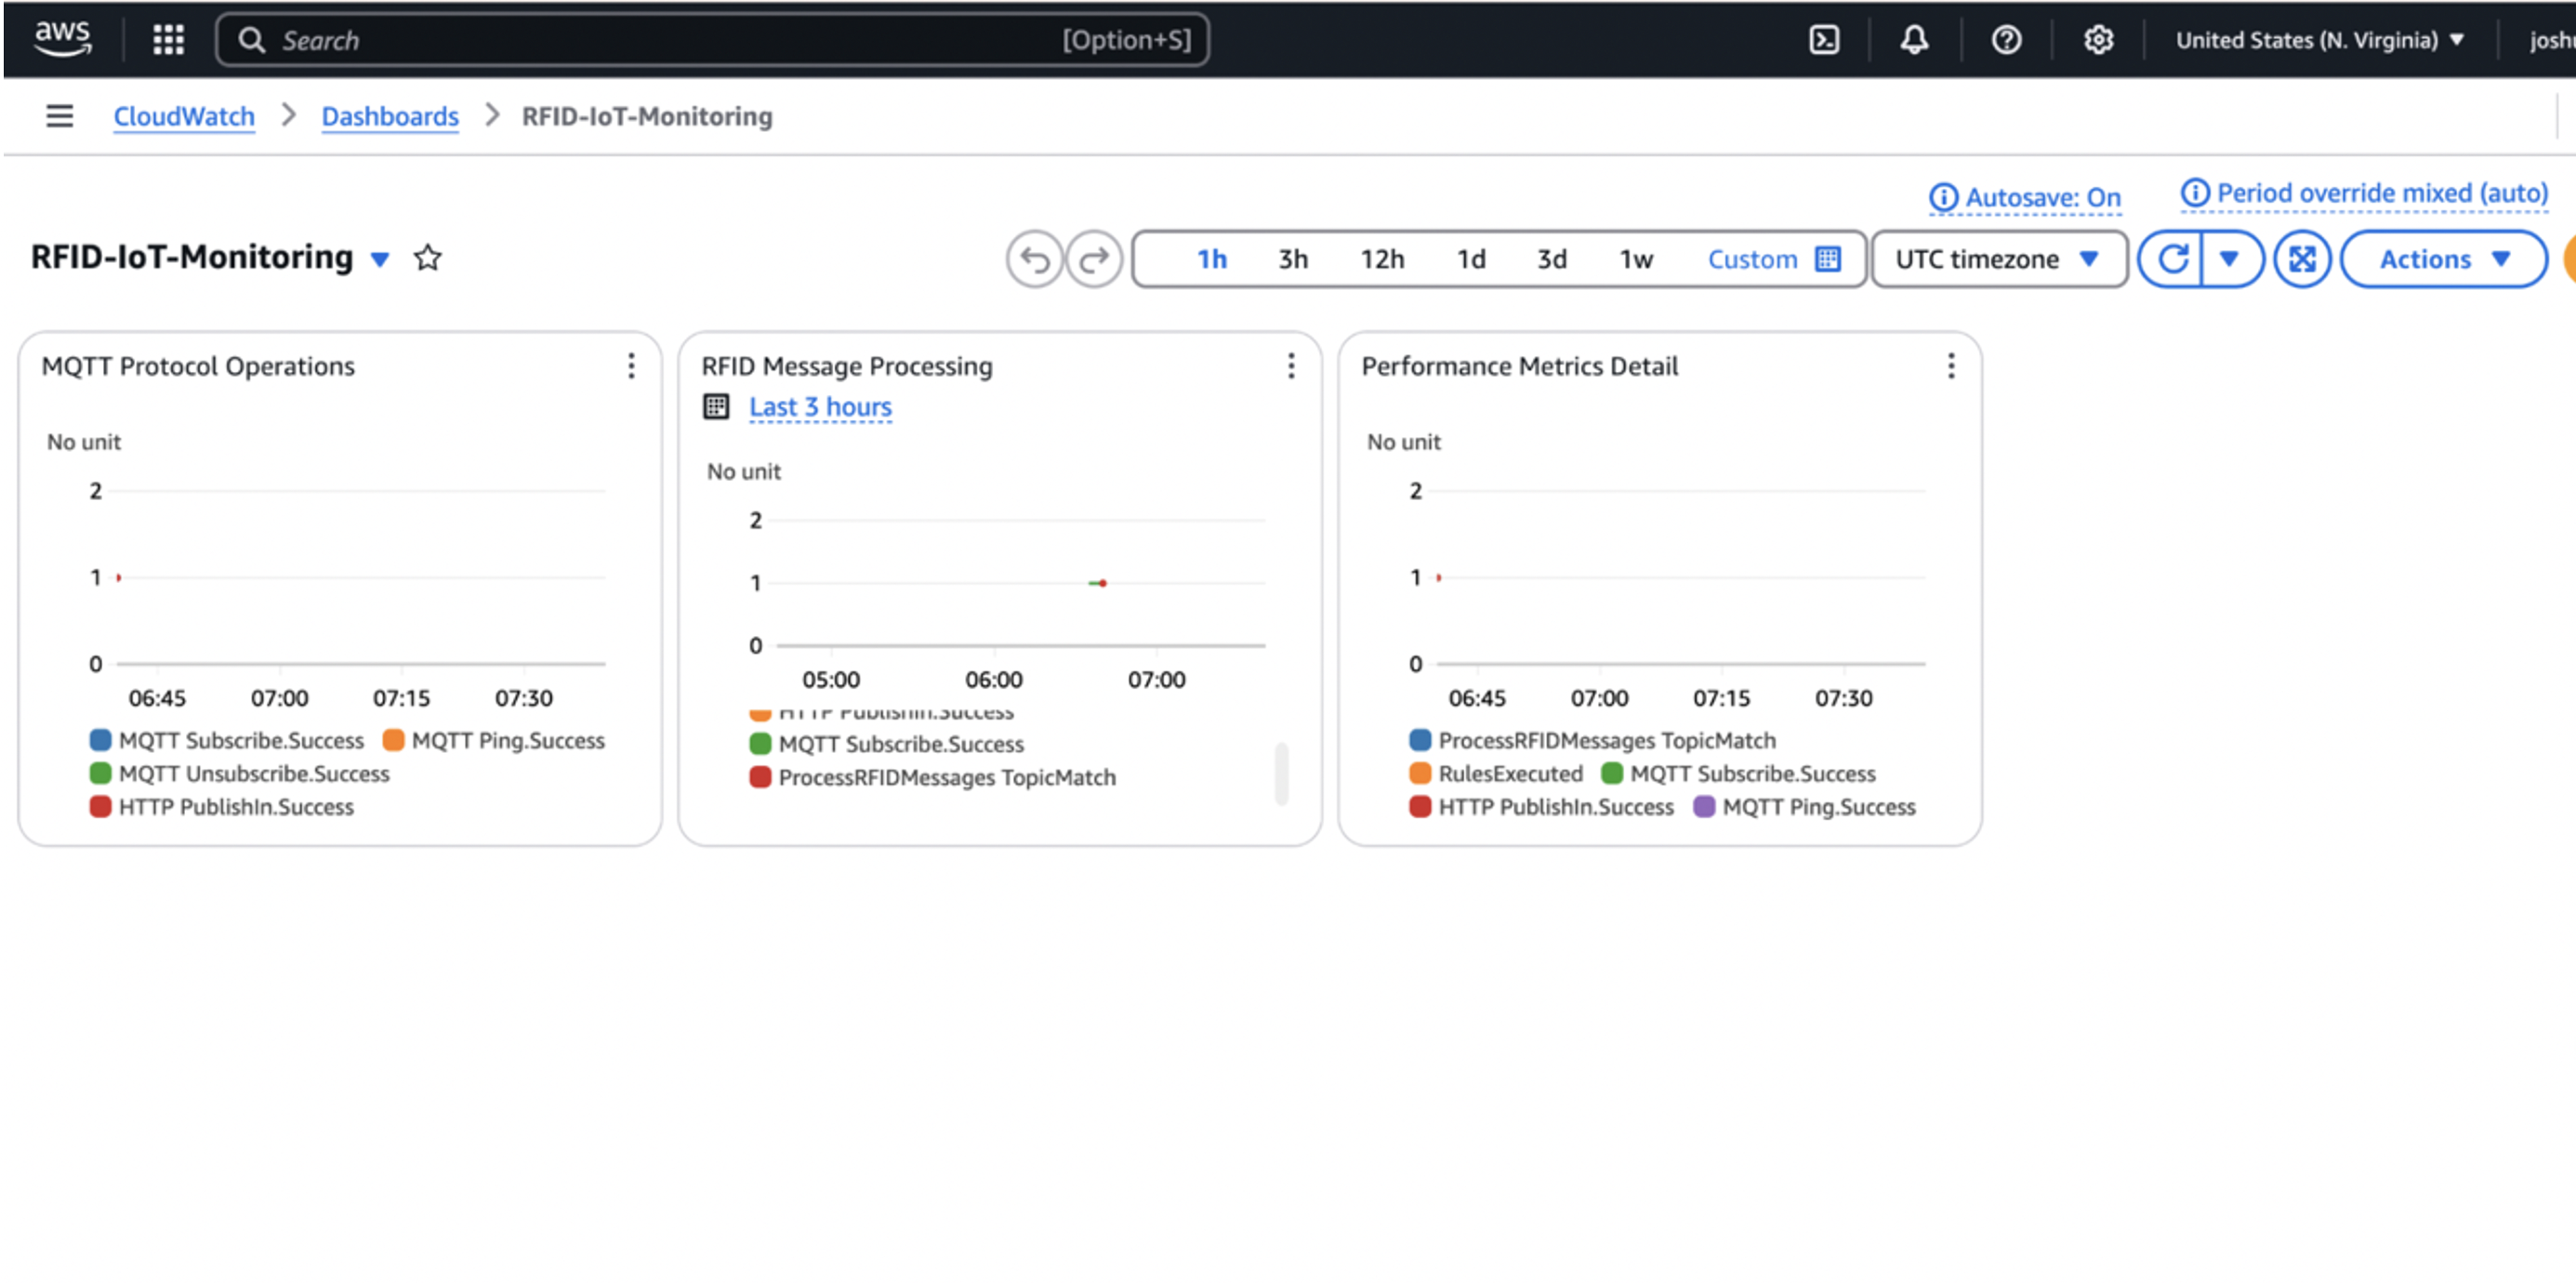 aws Search [Option+S] United States (N. Virginia)
CloudWatch Dashboards RFID-IoT-Monitoring
Autosave: On Period override mixed (auto)
RFID-IoT-Monitoring 1h 3h 12h 1d 3d 1w Custom UTC timezone Actions
MQTT Protocol Operations
No unit
2
1
0
06:45 07:00 07:15 07:30
MQTT Subscribe.Success MQTT Ping.Success
MQTT Unsubscribe.Success
HTTP PublishIn.Success
RFID Message Processing
Last 3 hours
No unit
2
1
0
05:00 06:00 07:00
HTTP PublishIn.Success
MQTT Subscribe.Success
ProcessRFIDMessages TopicMatch
Performance Metrics Detail
No unit
2
1
0
06:45 07:00 07:15 07:30
ProcessRFIDMessages TopicMatch
RulesExecuted MQTT Subscribe.Success
HTTP PublishIn.Success MQTT Ping.Success